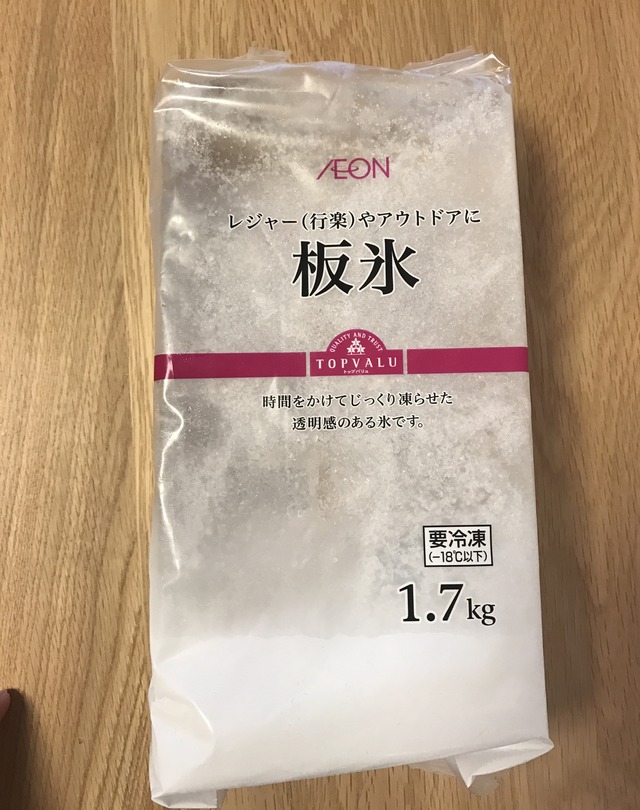 ÆON
レジャー(行楽)やアウトドアに
板氷
QUALITY AND TRUST
TOPVALU
トップバリュ
時間をかけてじっくり凍らせた
透明感のある氷です。
要冷凍
(-18℃以下)
1.7kg